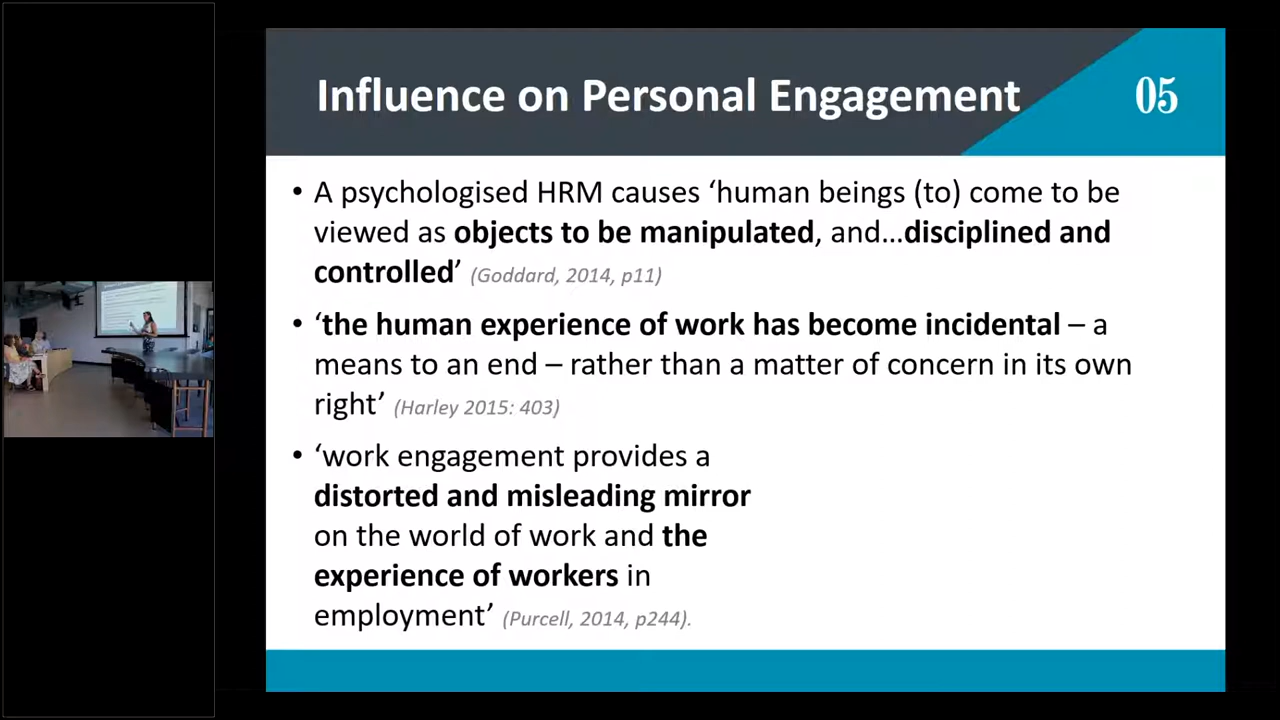 Influence on Personal Engagement
05
• A psychologised HRM causes ‘human beings (to) come to be
viewed as objects to be manipulated, and…disciplined and
controlled’ (Goddard, 2014, p11)
• ‘the human experience of work has become incidental – a
means to an end – rather than a matter of concern in its own
right’ (Harley 2015: 403)
• ‘work engagement provides a
distorted and misleading mirror
on the world of work and the
experience of workers in
employment’ (Purcell, 2014, p244).